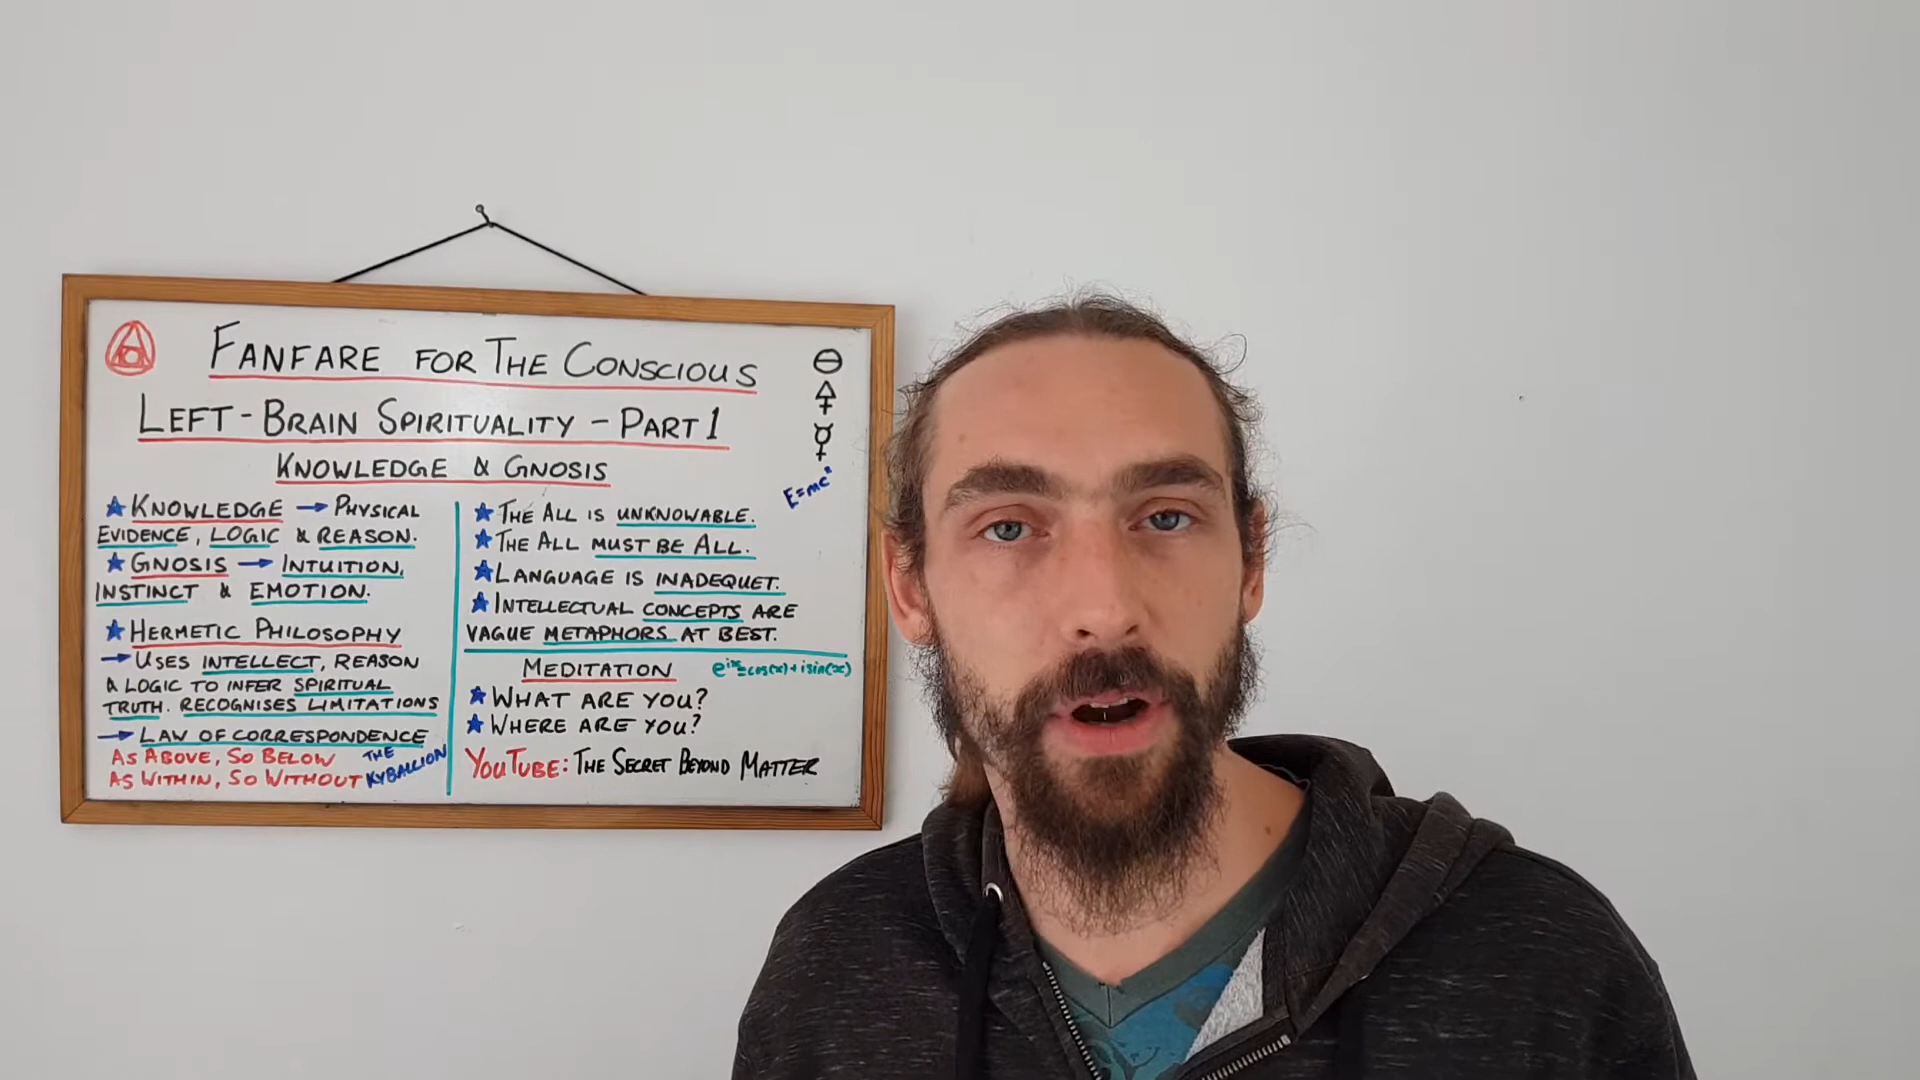 FANFARE FOR THE CONSCIOUS
LEFT-BRAIN SPIRITUALITY - PART 1
KNOWLEDGE & GNOSIS
★ KNOWLEDGE → PHYSICAL
EVIDENCE, LOGIC & REASON.
★ GNOSIS → INTUITION,
INSTINCT & EMOTION.
★ HERMETIC PHILOSOPHY
→ USES INTELLECT, REASON
& LOGIC TO INFER SPIRITUAL
TRUTH. RECOGNISES LIMITATIONS
→ LAW OF CORRESPONDENCE
AS ABOVE, SO BELOW
AS WITHIN, SO WITHOUT
THE
KYBALLION
E=mc²
★ THE ALL IS UNKNOWABLE.
★ THE ALL MUST BE ALL.
★ LANGUAGE IS INADEQUET.
★ INTELLECTUAL CONCEPTS ARE
VAGUE METAPHORS AT BEST.
MEDITATION
e^ix=cos(x)+isin(x)
★ WHAT ARE YOU?
★ WHERE ARE YOU?
YOUTUBE: THE SECRET BEYOND MATTER